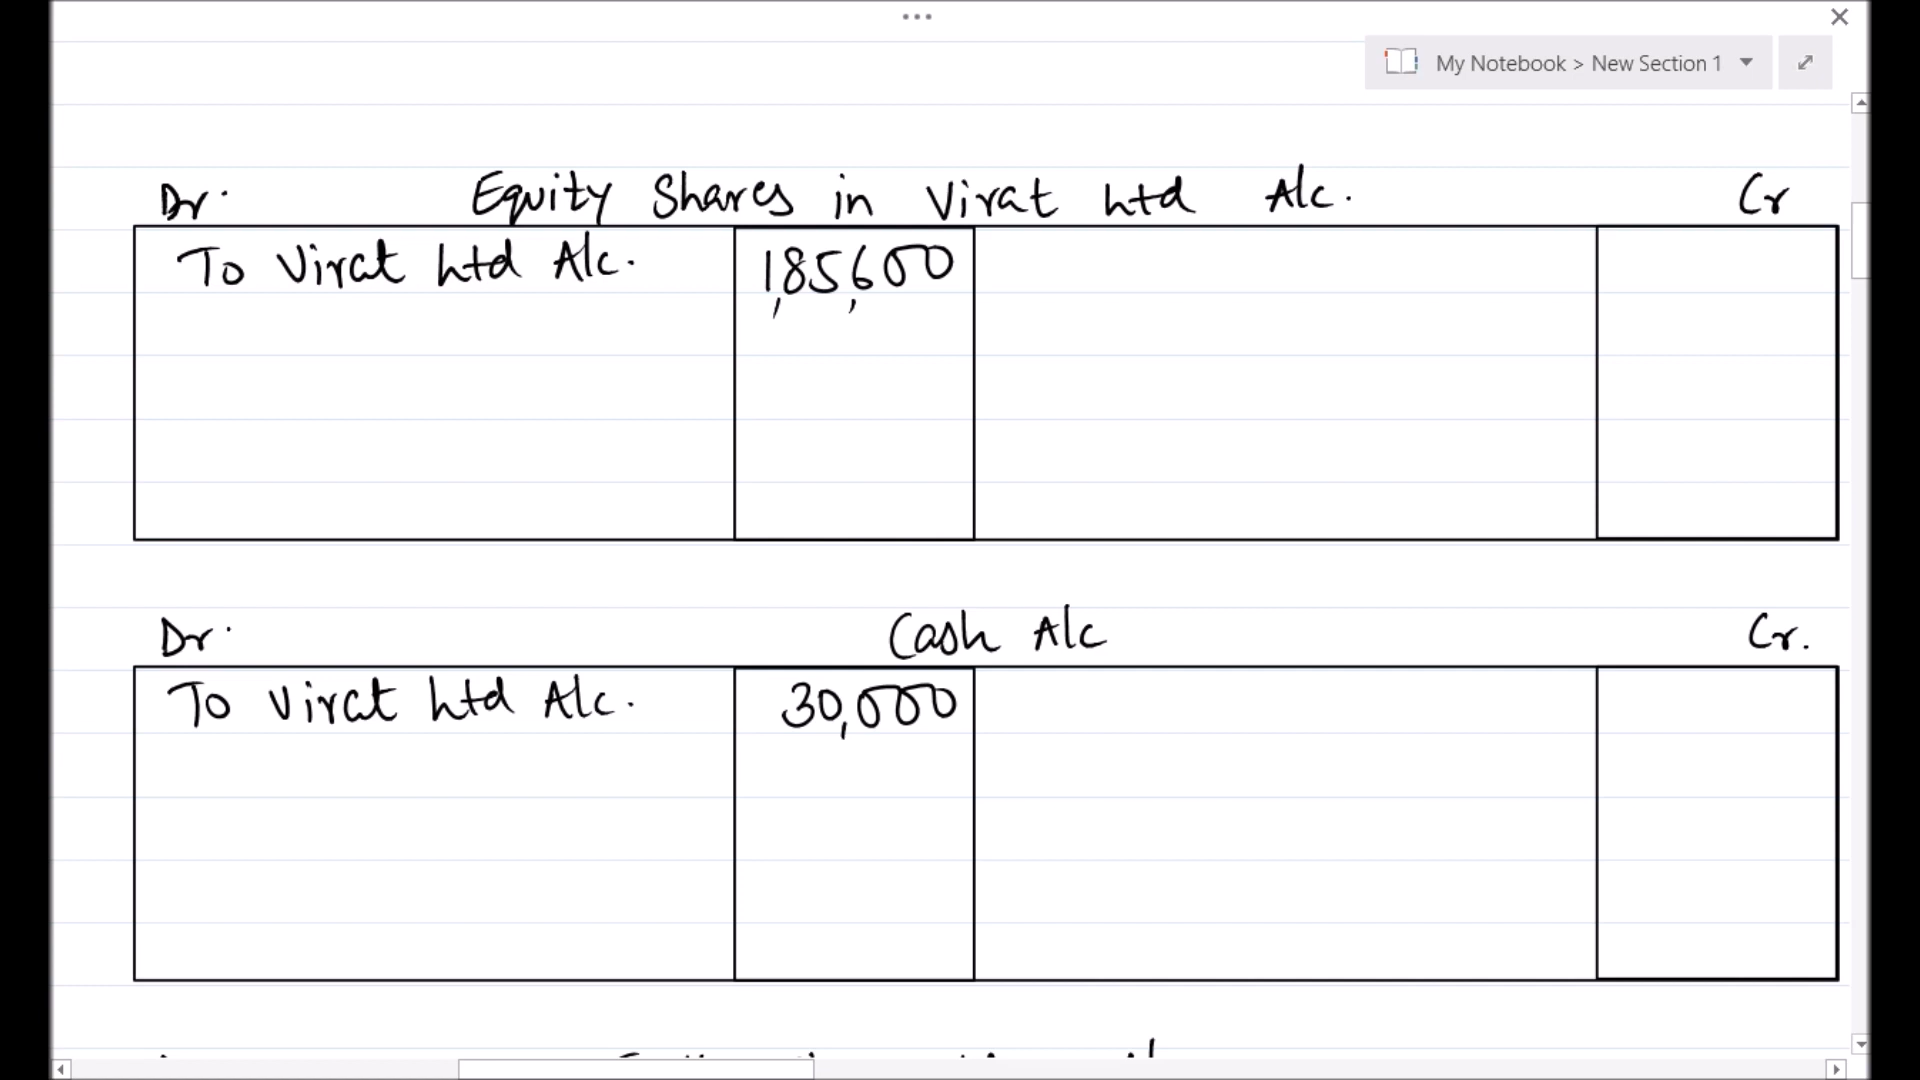 My Notebook > New Section 1
Dr. Equity Shares in Virat Ltd A/c. Cr
To Virat Ltd A/c. 1,85,600
Dr. Cash A/c Cr.
To Virat Ltd A/c. 30,000